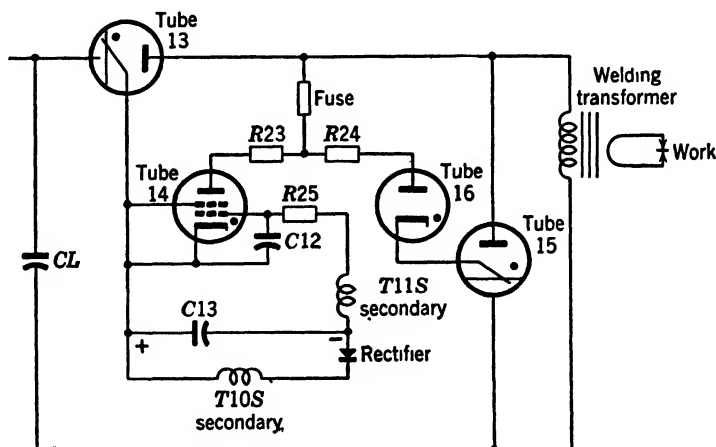 Tube
13
Fuse
Welding
transformer
Work
R23
R24
Tube
14
R25
Tube
16
C12
Tube
15
CL
T11S
secondary
C13
+
−
Rectifier
T10S
secondary